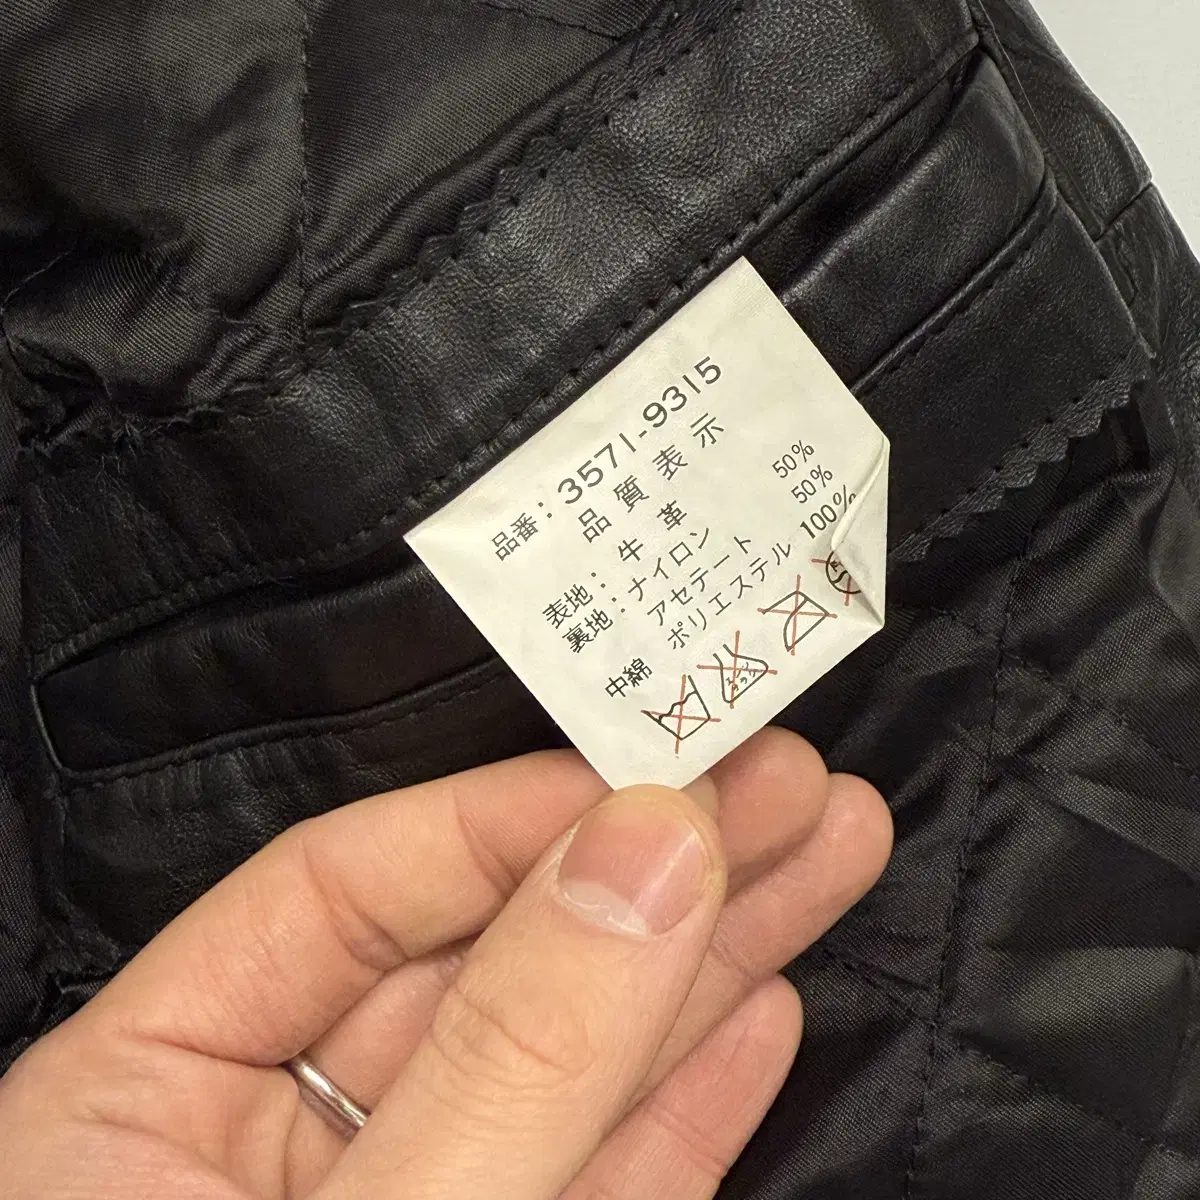 品番：3571-9315
品質表示
表地：牛革
裏地：ナイロン 50%
アセテート 50%
中綿 ポリエステル 100%